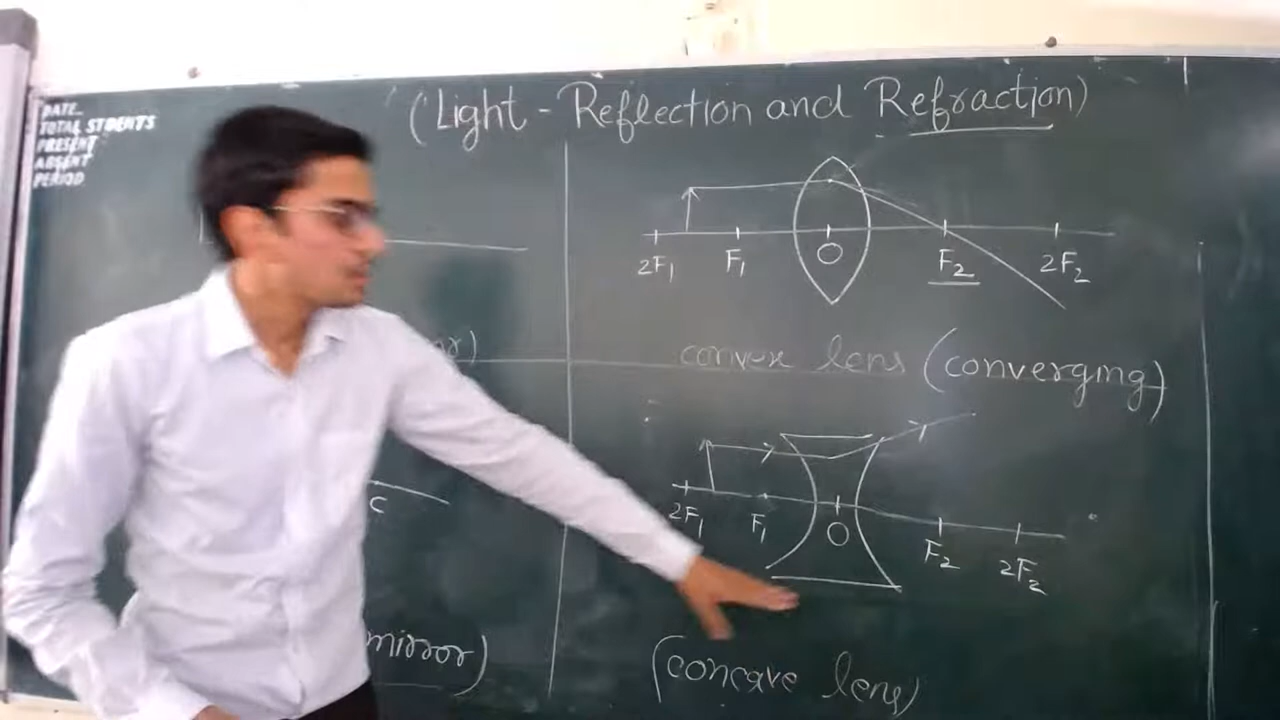 DATE
TOTAL STUDENTS
PRESENT
ABSENT
PERIOD
(Light - Reflection and Refraction)
2F₁ F₁ O F₂ 2F₂
convex lens (converging)
2F₁ F₁ O F₂ 2F₂
C
mirror)
(concave lens)